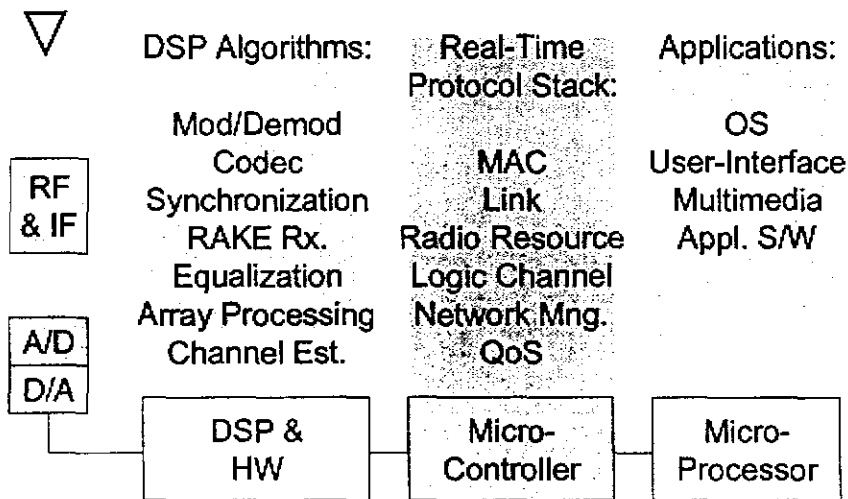 DSP Algorithms:
Mod/Demod
Codec
Synchronization
RAKE Rx.
Equalization
Array Processing
Channel Est.
Real-Time
Protocol Stack:
MAC
Link
Radio Resource
Logic Channel
Network Mng.
QoS
Applications:
OS
User-Interface
Multimedia
Appl. S/W
RF
& IF
A/D
D/A
DSP &
HW
Micro-
Controller
Micro-
Processor